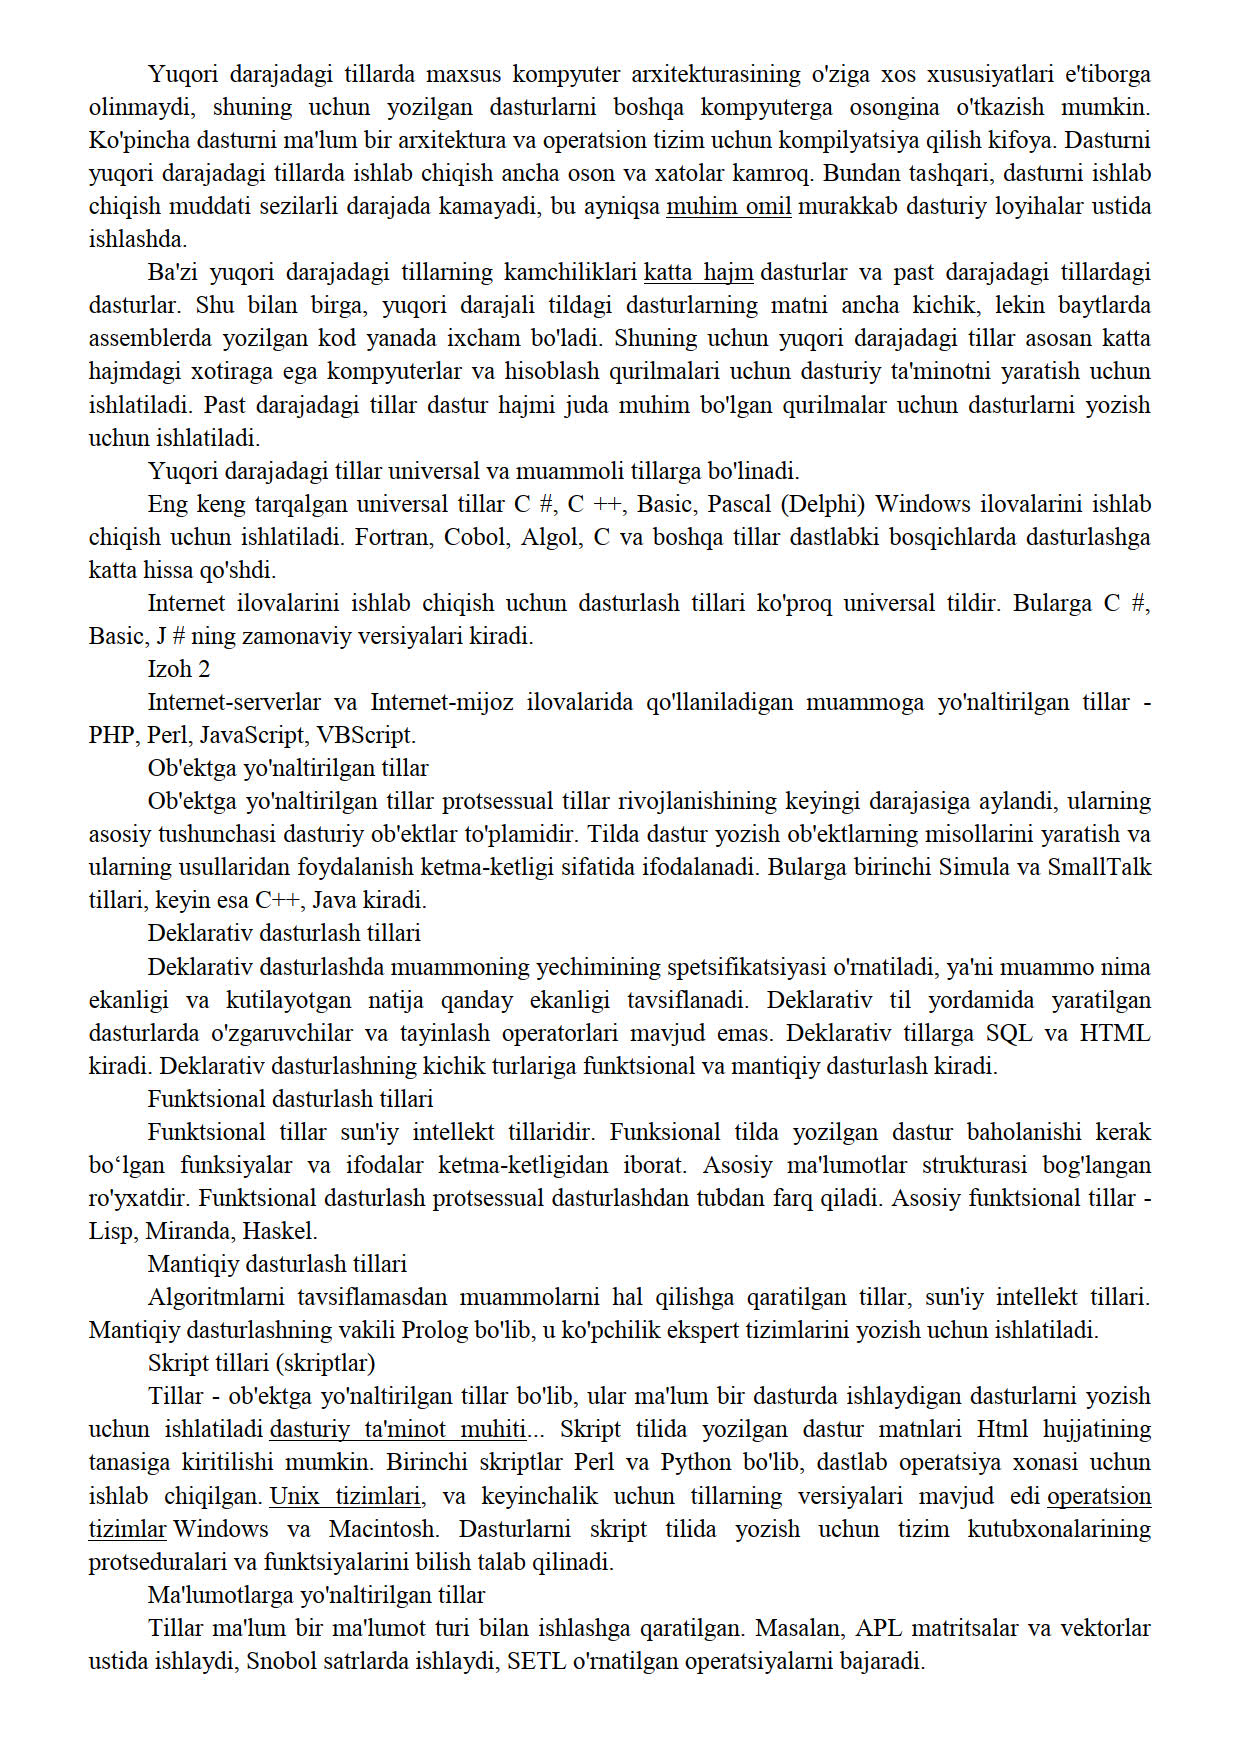 Yuqori darajadagi tillarda maxsus kompyuter arxitekturasining o'ziga xos xususiyatlari e'tiborga
olinmaydi, shuning uchun yozilgan dasturlarni boshqa kompyuterga osongina o'tkazish mumkin.
Ko'pincha dasturni ma'lum bir arxitektura va operatsion tizim uchun kompilyatsiya qilish kifoya. Dasturni
yuqori darajadagi tillarda ishlab chiqish ancha oson va xatolar kamroq. Bundan tashqari, dasturni ishlab
chiqish muddati sezilarli darajada kamayadi, bu ayniqsa muhim omil murakkab dasturiy loyihalar ustida
ishlashda.
Ba'zi yuqori darajadagi tillarning kamchiliklari katta hajm dasturlar va past darajadagi tillardagi
dasturlar. Shu bilan birga, yuqori darajali tildagi dasturlarning matni ancha kichik, lekin baytlarda
assemblerda yozilgan kod yanada ixcham bo'ladi. Shuning uchun yuqori darajadagi tillar asosan katta
hajmdagi xotiraga ega kompyuterlar va hisoblash qurilmalari uchun dasturiy ta'minotni yaratish uchun
ishlatiladi. Past darajadagi tillar dastur hajmi juda muhim bo'lgan qurilmalar uchun dasturlarni yozish
uchun ishlatiladi.
Yuqori darajadagi tillar universal va muammoli tillarga bo'linadi.
Eng keng tarqalgan universal tillar C #, C ++, Basic, Pascal (Delphi) Windows ilovalarini ishlab
chiqish uchun ishlatiladi. Fortran, Cobol, Algol, C va boshqa tillar dastlabki bosqichlarda dasturlashga
katta hissa qo'shdi.
Internet ilovalarini ishlab chiqish uchun dasturlash tillari ko'proq universal tildir. Bularga C #,
Basic, J # ning zamonaviy versiyalari kiradi.
Izoh 2
Internet-serverlar va Internet-mijoz ilovalarida qo'llaniladigan muammoga yo'naltirilgan tillar -
PHP, Perl, JavaScript, VBScript.
Ob'ektga yo'naltirilgan tillar
Ob'ektga yo'naltirilgan tillar protsessual tillar rivojlanishining keyingi darajasiga aylandi, ularning
asosiy tushunchasi dasturiy ob'ektlar to'plamidir. Tilda dastur yozish ob'ektlarning misollarini yaratish va
ularning usullaridan foydalanish ketma-ketligi sifatida ifodalanadi. Bularga birinchi Simula va SmallTalk
tillari, keyin esa C++, Java kiradi.
Deklarativ dasturlash tillari
Deklarativ dasturlashda muammoning yechimining spetsifikatsiyasi o'rnatiladi, ya'ni muammo nima
ekanligi va kutilayotgan natija qanday ekanligi tavsiflanadi. Deklarativ til yordamida yaratilgan
dasturlarda o'zgaruvchilar va tayinlash operatorlari mavjud emas. Deklarativ tillarga SQL va HTML
kiradi. Deklarativ dasturlashning kichik turlariga funktsional va mantiqiy dasturlash kiradi.
Funktsional dasturlash tillari
Funktsional tillar sun'iy intellekt tillaridir. Funksional tilda yozilgan dastur baholanishi kerak
bo‘lgan funksiyalar va ifodalar ketma-ketligidan iborat. Asosiy ma'lumotlar strukturasi bog'langan
ro'yxatdir. Funktsional dasturlash protsessual dasturlashdan tubdan farq qiladi. Asosiy funktsional tillar -
Lisp, Miranda, Haskel.
Mantiqiy dasturlash tillari
Algoritmlarni tavsiflamasdan muammolarni hal qilishga qaratilgan tillar, sun'iy intellekt tillari.
Mantiqiy dasturlashning vakili Prolog bo'lib, u ko'pchilik ekspert tizimlarini yozish uchun ishlatiladi.
Skript tillari (skriptlar)
Tillar - ob'ektga yo'naltirilgan tillar bo'lib, ular ma'lum bir dasturda ishlaydigan dasturlarni yozish
uchun ishlatiladi dasturiy ta'minot muhiti... Skript tilida yozilgan dastur matnlari Html hujjatining
tanasiga kiritilishi mumkin. Birinchi skriptlar Perl va Python bo'lib, dastlab operatsiya xonasi uchun
ishlab chiqilgan. Unix tizimlari, va keyinchalik uchun tillarning versiyalari mavjud edi operatsion
tizimlar Windows va Macintosh. Dasturlarni skript tilida yozish uchun tizim kutubxonalarining
protseduralari va funktsiyalarini bilish talab qilinadi.
Ma'lumotlarga yo'naltirilgan tillar
Tillar ma'lum bir ma'lumot turi bilan ishlashga qaratilgan. Masalan, APL matritsalar va vektorlar
ustida ishlaydi, Snobol satrlarda ishlaydi, SETL o'rnatilgan operatsiyalarni bajaradi.